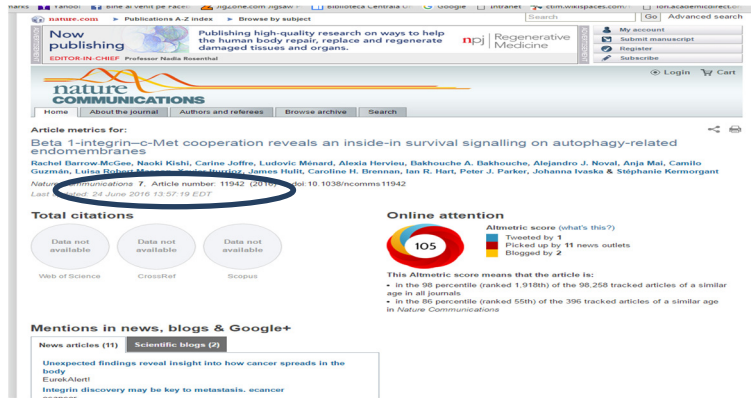 Yahoo!
Bine ai venit pe Facel
JigZone.com Jigsaw
Biblioteca Centrala U
Google
Intranet
nature.com ► Publications A-Z index ► Browse by subject
Search
Go
Advanced search
Now publishing
Publishing high-quality research on ways to help the human body repair, replace and regenerate damaged tissues and organs.
npj Regenerative Medicine
EDITOR-IN-CHIEF Professor Nadia Rosenthal
My account
Submit manuscript
Register
Subscribe
nature
COMMUNICATIONS
Login
Cart
Home
About the journal
Authors and referees
Browse archive
Search
Article metrics for:
Beta 1-integrin–c-Met cooperation reveals an inside-in survival signalling on autophagy-related
endomembranes
Rachel Barrow-McGee, Naoki Kishi, Carine Joffre, Ludovic Ménard, Alexia Hervieu, Bakhouche A. Bakhouche, Alejandro J. Noval, Anja Mai, Camilo
Guzmán, Luisa Robert Xavier Iturrioz, James Hulit, Caroline H. Brennan, Ian R. Hart, Peter J. Parker, Johanna Ivaska & Stéphanie Kermorgant
Nature Communications 7, Article number: 11942 (2016) doi:10.1038/ncomms11942
Last updated: 24 June 2016 13:57:19 EDT
Total citations
Data not available
Data not available
Data not available
Web of Science
CrossRef
Scopus
Online attention
105
Altmetric score (what's this?)
Tweeted by 1
Picked up by 11 news outlets
Blogged by 2
This Altmetric score means that the article is:
• in the 98 percentile (ranked 1,918th) of the 98,258 tracked articles of a similar
age in all journals
• in the 86 percentile (ranked 55th) of the 396 tracked articles of a similar age
in Nature Communications
Mentions in news, blogs & Google+
News articles (11)
Scientific blogs (2)
Unexpected findings reveal insight into how cancer spreads in the
body
EurekAlert!
Integrin discovery may be key to metastasis. ecancer